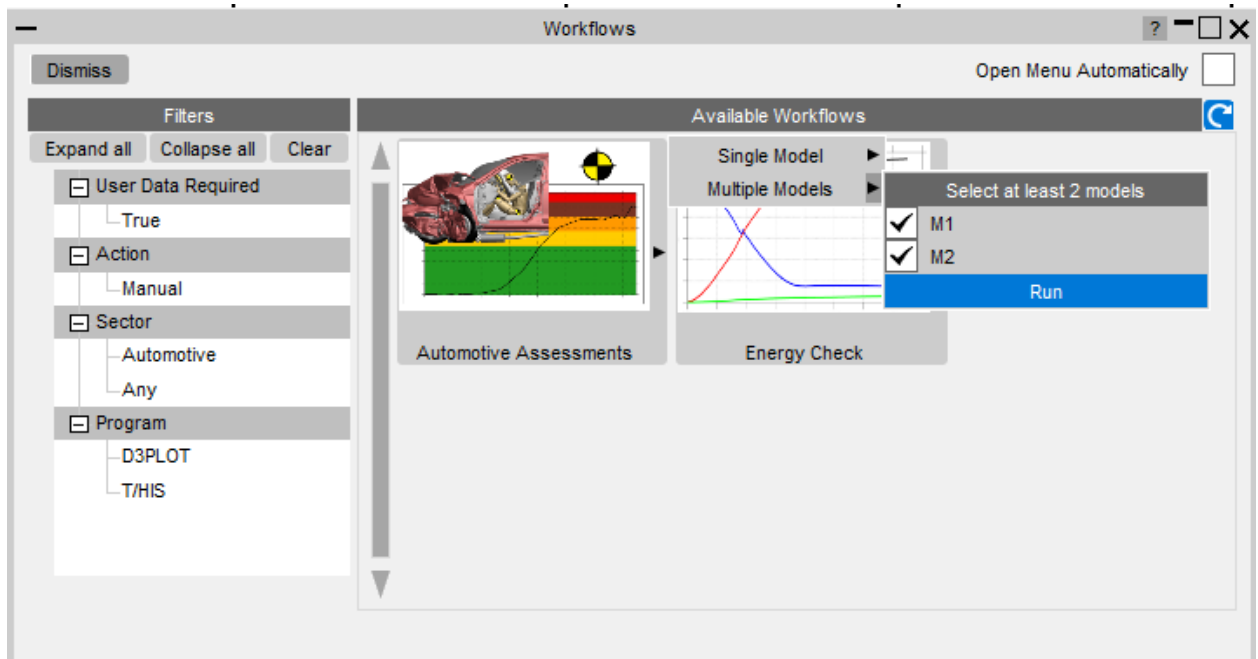 Workflows
?
Dismiss
Open Menu Automatically
Filters
Available Workflows
Expand all
Collapse all
Clear
User Data Required
True
Action
Manual
Sector
Automotive
Any
Program
D3PLOT
T/HIS
Automotive Assessments
Single Model
Multiple Models
Select at least 2 models
M1
M2
Run
Energy Check